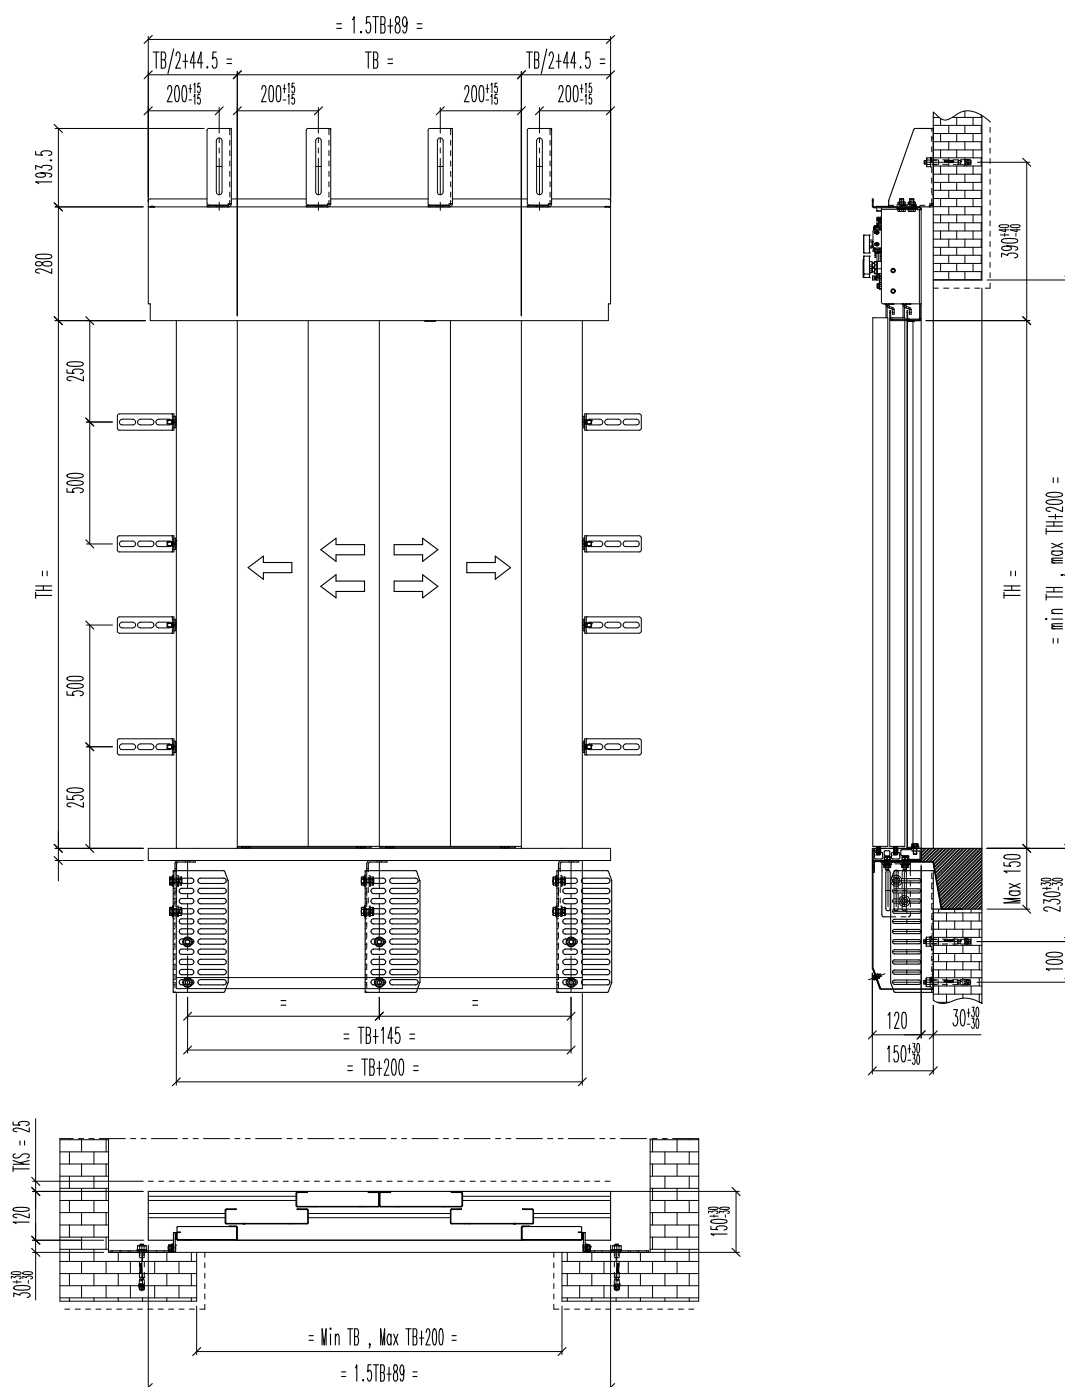 = 1.5TB+89 =
TB/2+44.5 = TB = TB/2+44.5 =
200+15-15 200+15-15 200+15-15 200+15-15
193.5
280
250
500
TH =
500
250
= =
= TB+145 =
= TB+200 =
390+40-40
TH =
= min TH , max TH+200 =
Max 150
230+30-30
100
120 30+30-30
150+30-30
TKS = 25
120
30+30-30
150+30-30
= Min TB , Max TB+200 =
= 1.5TB+89 =